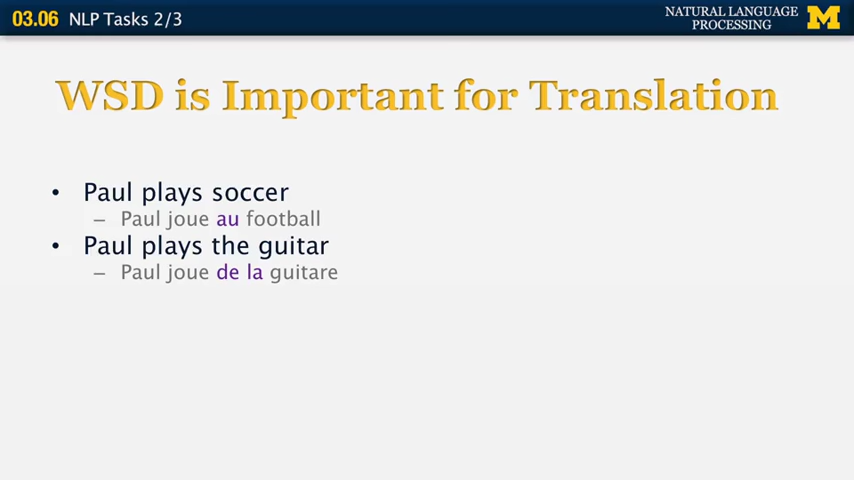 03.06 NLP Tasks 2/3
NATURAL LANGUAGE
PROCESSING
M
WSD is Important for Translation
• Paul plays soccer
– Paul joue au football
• Paul plays the guitar
– Paul joue de la guitare